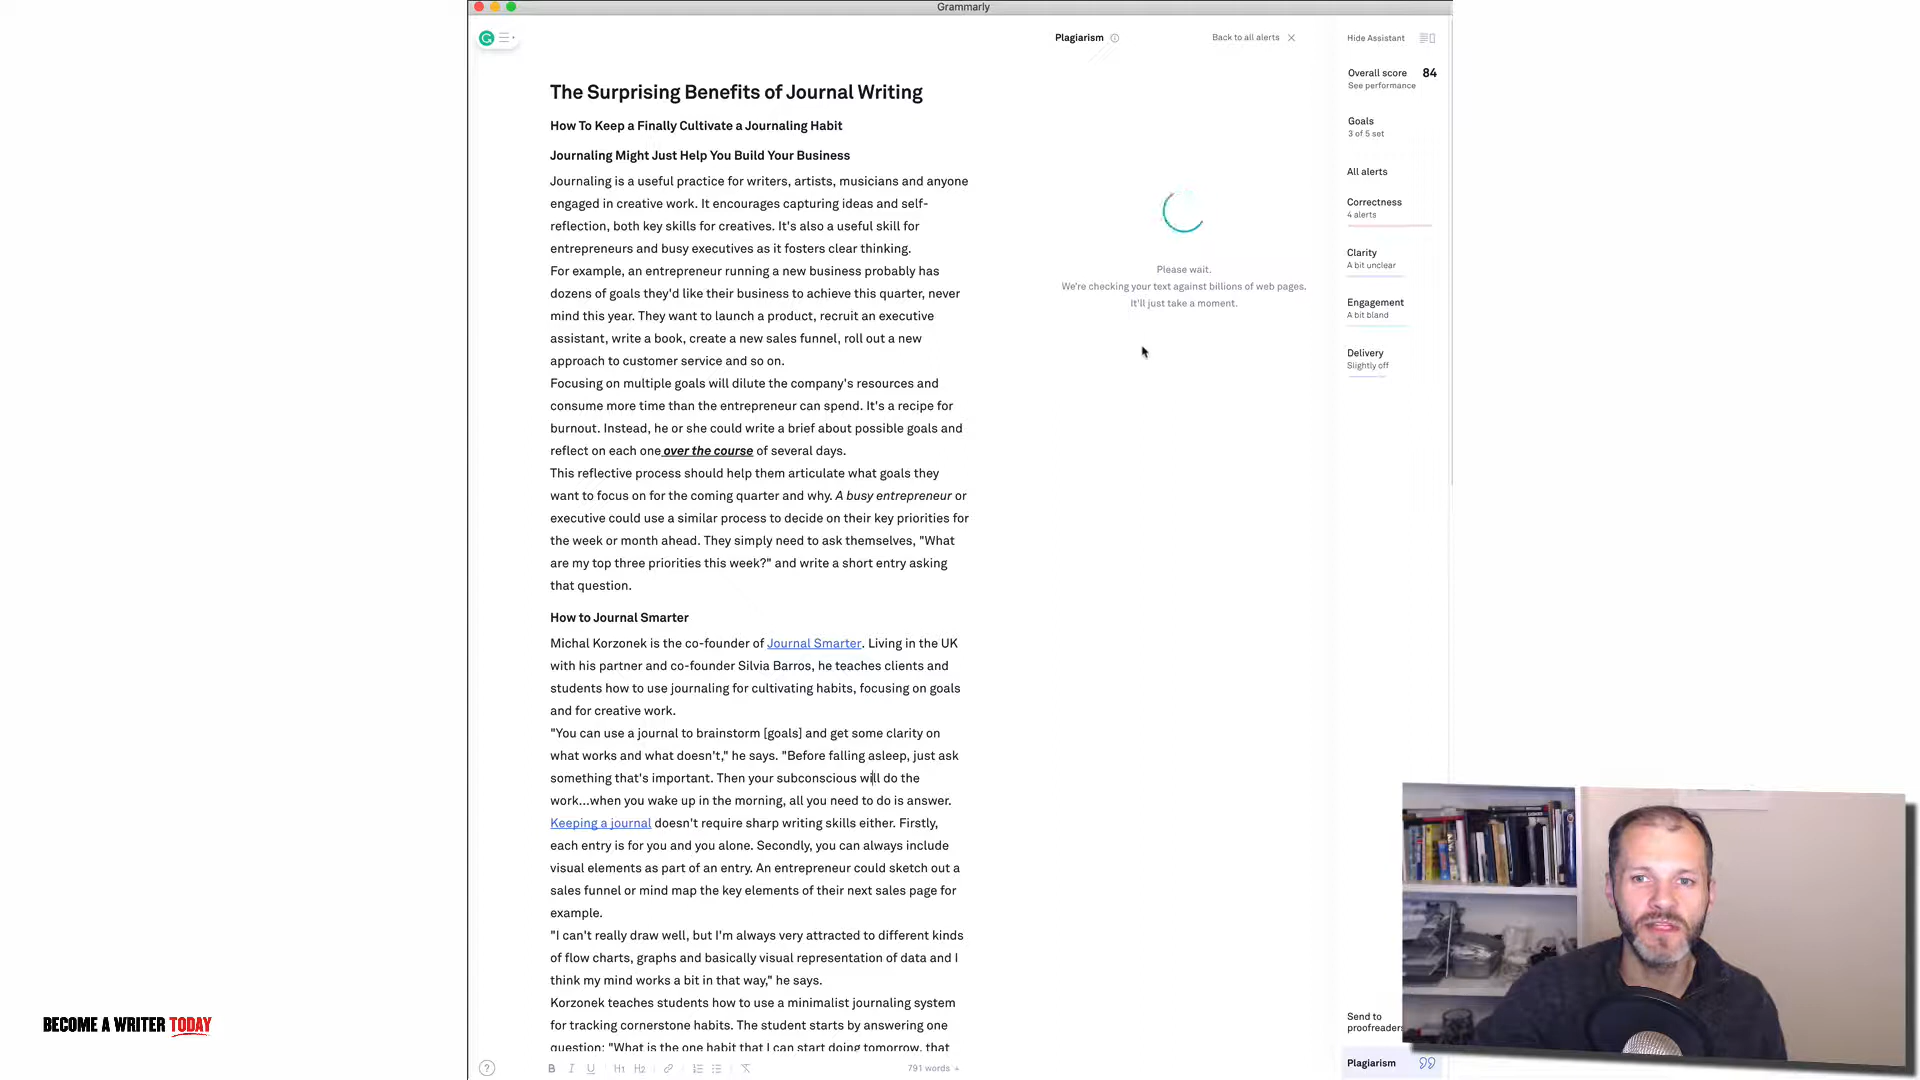 Grammarly
Plagiarism
Back to all alerts
Hide Assistant
Overall score 84
See performance
Goals
3 of 5 set
All alerts
Correctness
4 alerts
Clarity
A bit unclear
Engagement
A bit bland
Delivery
Slightly off
The Surprising Benefits of Journal Writing
How To Keep a Finally Cultivate a Journaling Habit
Journaling Might Just Help You Build Your Business
Journaling is a useful practice for writers, artists, musicians and anyone
engaged in creative work. It encourages capturing ideas and self-
reflection, both key skills for creatives. It's also a useful skill for
entrepreneurs and busy executives as it fosters clear thinking.
For example, an entrepreneur running a new business probably has
dozens of goals they'd like their business to achieve this quarter, never
mind this year. They want to launch a product, recruit an executive
assistant, write a book, create a new sales funnel, roll out a new
approach to customer service and so on.
Focusing on multiple goals will dilute the company's resources and
consume more time than the entrepreneur can spend. It's a recipe for
burnout. Instead, he or she could write a brief about possible goals and
reflect on each one over the course of several days.
This reflective process should help them articulate what goals they
want to focus on for the coming quarter and why. A busy entrepreneur or
executive could use a similar process to decide on their key priorities for
the week or month ahead. They simply need to ask themselves, "What
are my top three priorities this week?" and write a short entry asking
that question.
How to Journal Smarter
Michal Korzonek is the co-founder of Journal Smarter. Living in the UK
with his partner and co-founder Silvia Barros, he teaches clients and
students how to use journaling for cultivating habits, focusing on goals
and for creative work.
"You can use a journal to brainstorm [goals] and get some clarity on
what works and what doesn't," he says. "Before falling asleep, just ask
something that's important. Then your subconscious will do the
work...when you wake up in the morning, all you need to do is answer.
Keeping a journal doesn't require sharp writing skills either. Firstly,
each entry is for you and you alone. Secondly, you can always include
visual elements as part of an entry. An entrepreneur could sketch out a
sales funnel or mind map the key elements of their next sales page for
example.
"I can't really draw well, but I'm always very attracted to different kinds
of flow charts, graphs and basically visual representation of data and I
think my mind works a bit in that way," he says.
Korzonek teaches students how to use a minimalist journaling system
for tracking cornerstone habits. The student starts by answering one
question: "What is the one habit that I can start doing tomorrow, that
Please wait.
We're checking your text against billions of web pages.
It'll just take a moment.
Send to
proofreaders
Plagiarism
B I U H1 H2
791 words
BECOME A WRITER TODAY